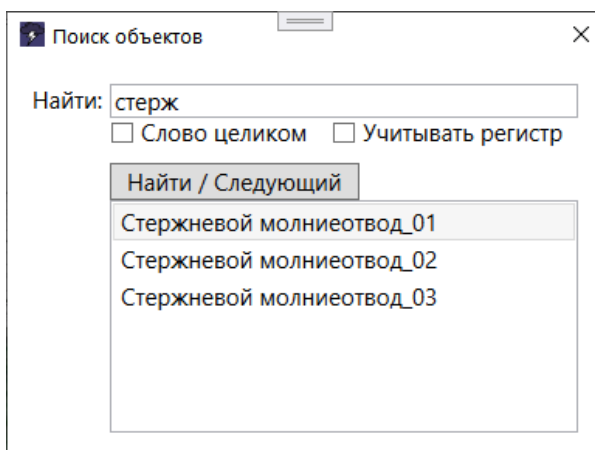 Поиск объектов
Найти: стерж
Слово целиком Учитывать регистр
Найти / Следующий
Стержневой молниеотвод_01
Стержневой молниеотвод_02
Стержневой молниеотвод_03